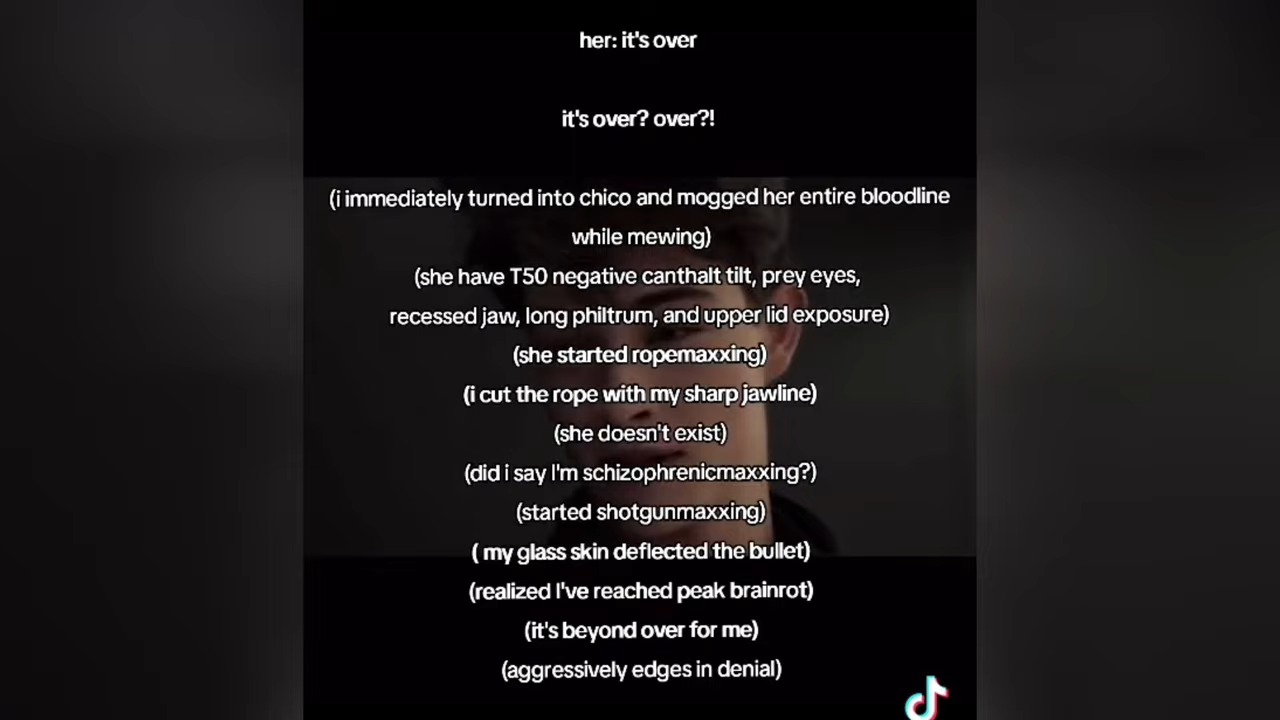 her: it's over
it's over? over?!
(i immediately turned into chico and mogged her entire bloodline
while mewing)
(she have T50 negative canthalt tilt, prey eyes,
recessed jaw, long philtrum, and upper lid exposure)
(she started ropemaxxing)
(i cut the rope with my sharp jawline)
(she doesn't exist)
(did i say I'm schizophrenicmaxxing?)
(started shotgunmaxxing)
( my glass skin deflected the bullet)
(realized I've reached peak brainrot)
(it's beyond over for me)
(aggressively edges in denial)